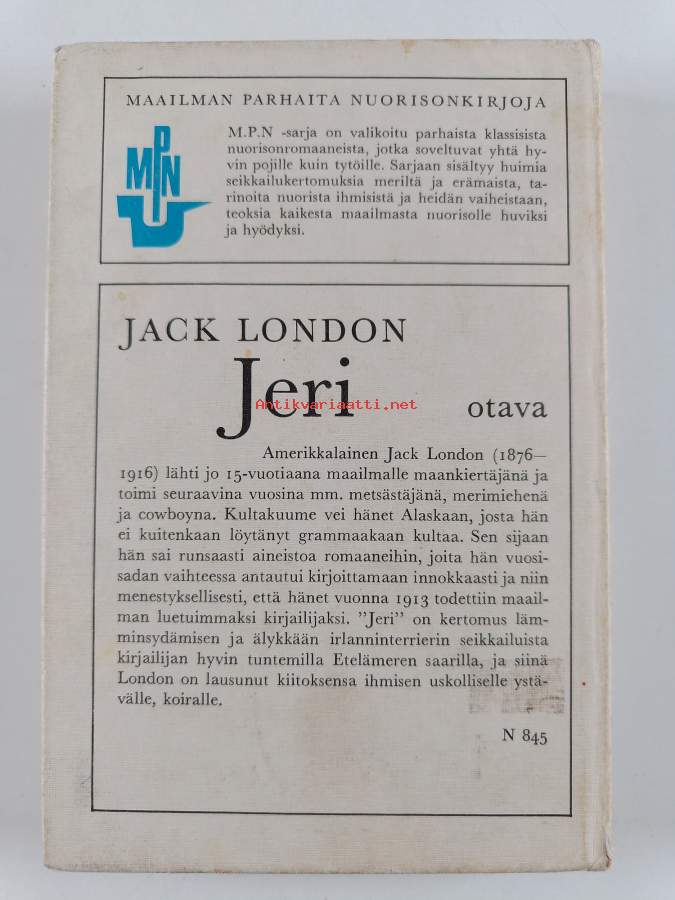 MAAILMAN PARHAITA NUORISONKIRJOJA
MPN
M.P.N -sarja on valikoitu parhaista klassisista
nuorisonromaaneista, jotka soveltuvat yhtä hy-
vin pojille kuin tytöille. Sarjaan sisältyy huimia
seikkailukertomuksia meriltä ja erämaista, ta-
rinoita nuorista ihmisistä ja heidän vaiheistaan,
teoksia kaikesta maailmasta nuorisolle huviksi
ja hyödyksi.
JACK LONDON
Jeri
otava
Antikvariaatti.net
Amerikkalainen Jack London (1876—
1916) lähti jo 15-vuotiaana maailmalle maankiertäjänä ja
toimi seuraavina vuosina mm. metsästäjänä, merimiehenä
ja cowboyna. Kultakuume vei hänet Alaskaan, josta hän
ei kuitenkaan löytänyt grammaakaan kultaa. Sen sijaan
hän sai runsaasti aineistoa romaaneihin, joita hän vuosi-
sadan vaihteessa antautui kirjoittamaan innokkaasti ja niin
menestyksellisesti, että hänet vuonna 1913 todettiin maail-
man luetuimmaksi kirjailijaksi. ”Jeri” on kertomus läm-
minsydämisen ja älykkään irlanninterrierin seikkailuista
kirjailijan hyvin tuntemilla Etelämeren saarilla, ja siinä
London on lausunut kiitoksensa ihmisen uskolliselle ystä-
välle, koiralle.
N 845